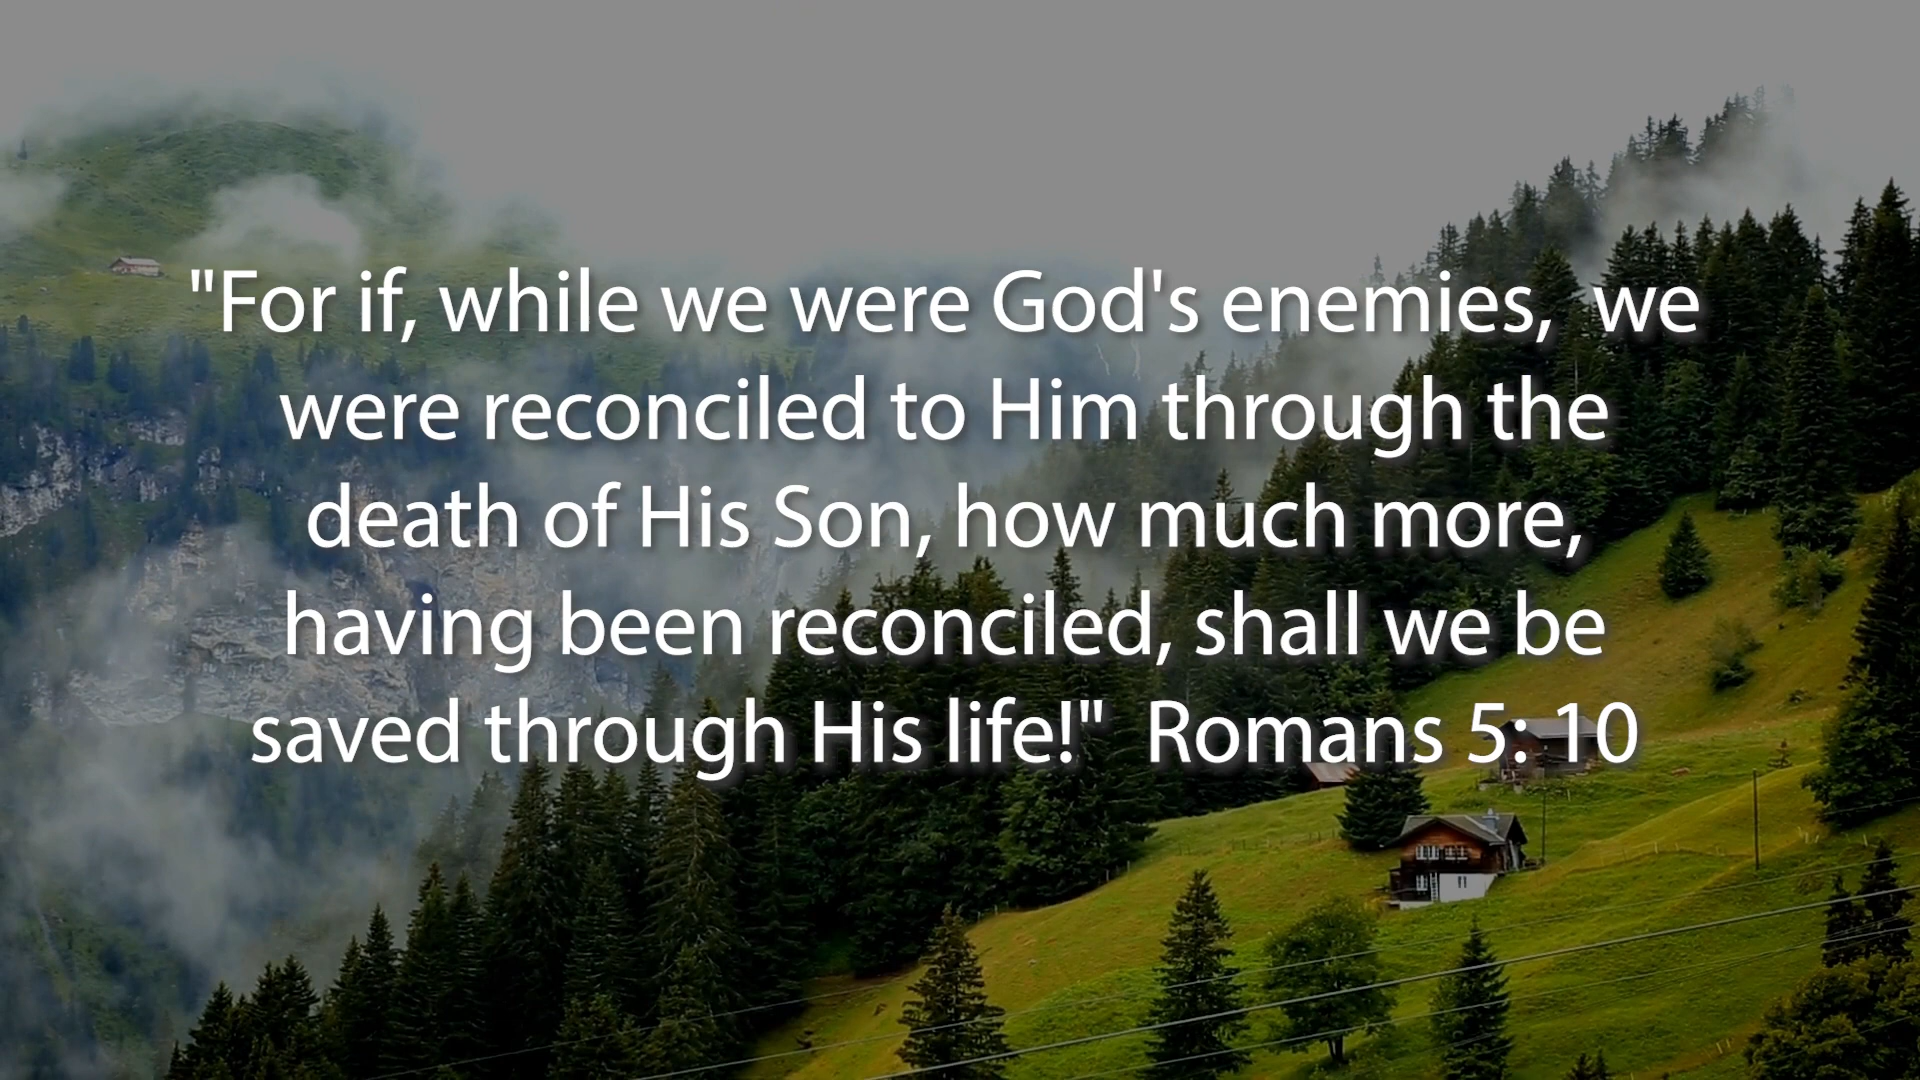 "For if, while we were God's enemies,  we
were reconciled to Him through the
death of His Son, how much more,
having been reconciled, shall we be
saved through His life!"  Romans 5: 10